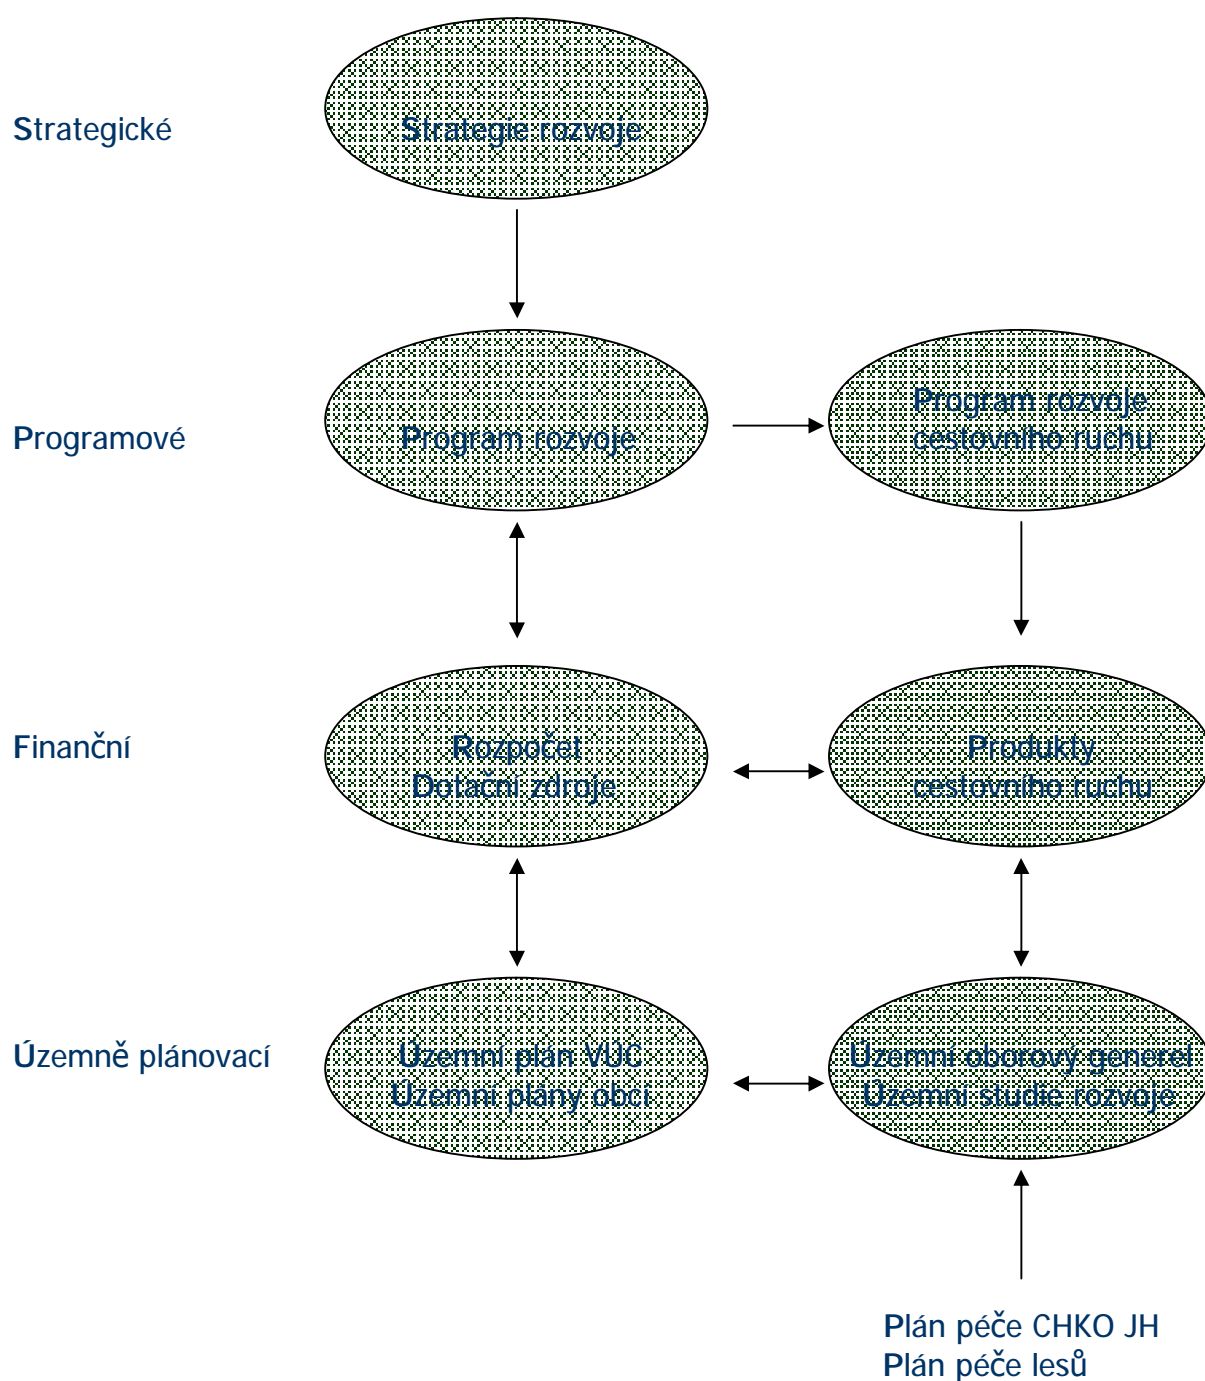 Strategické
Strategie rozvoje
Programové
Program rozvoje
Program rozvoje
cestovního ruchu
Finanční
Rozpočet
Dotační zdroje
Produkty
cestovního ruchu
Územně plánovací
Územní plán VÚC
Územní plány obcí
Územní oborový generel
Územní studie rozvoje
Plán péče CHKO JH
Plán péče lesů